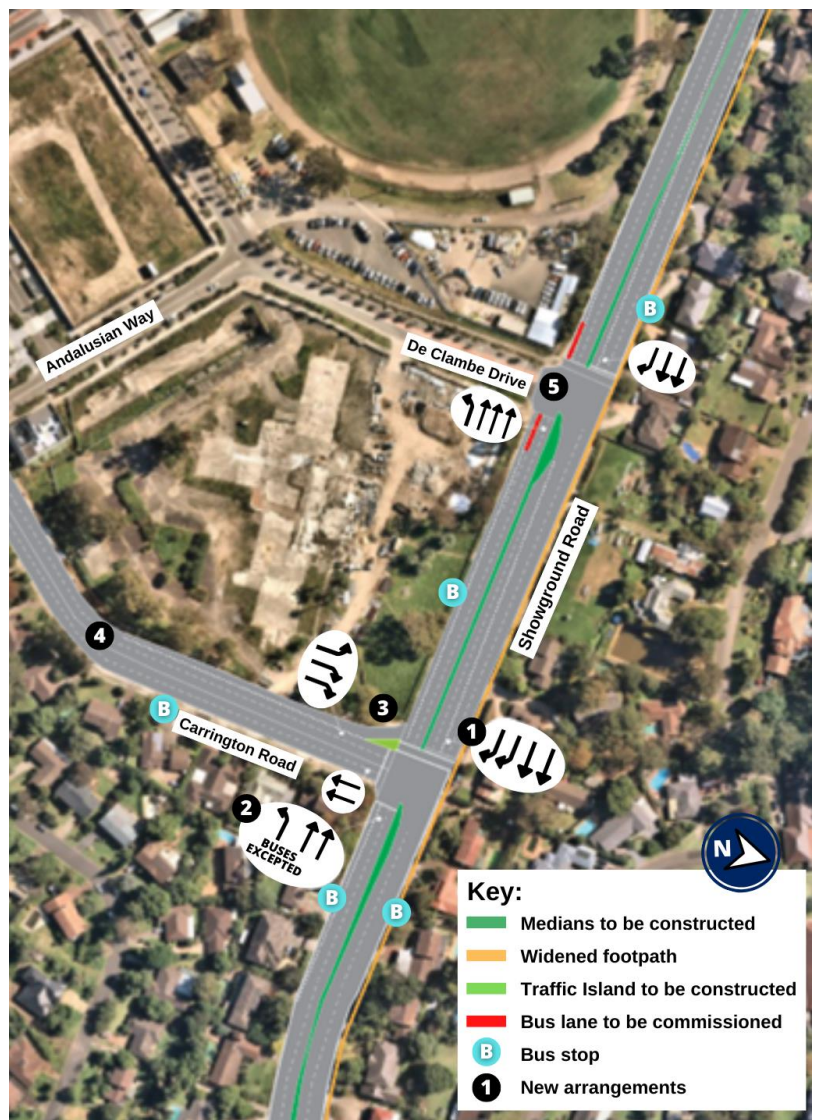 Andalusian Way
B
De Clambe Drive
5
Showground Road
B
4
3
B
Carrington Road
1
2
BUSES
EXCEPTED
B
B
N
Key:
Medians to be constructed
Widened footpath
Traffic Island to be constructed
Bus lane to be commissioned
B
Bus stop
1
New arrangements